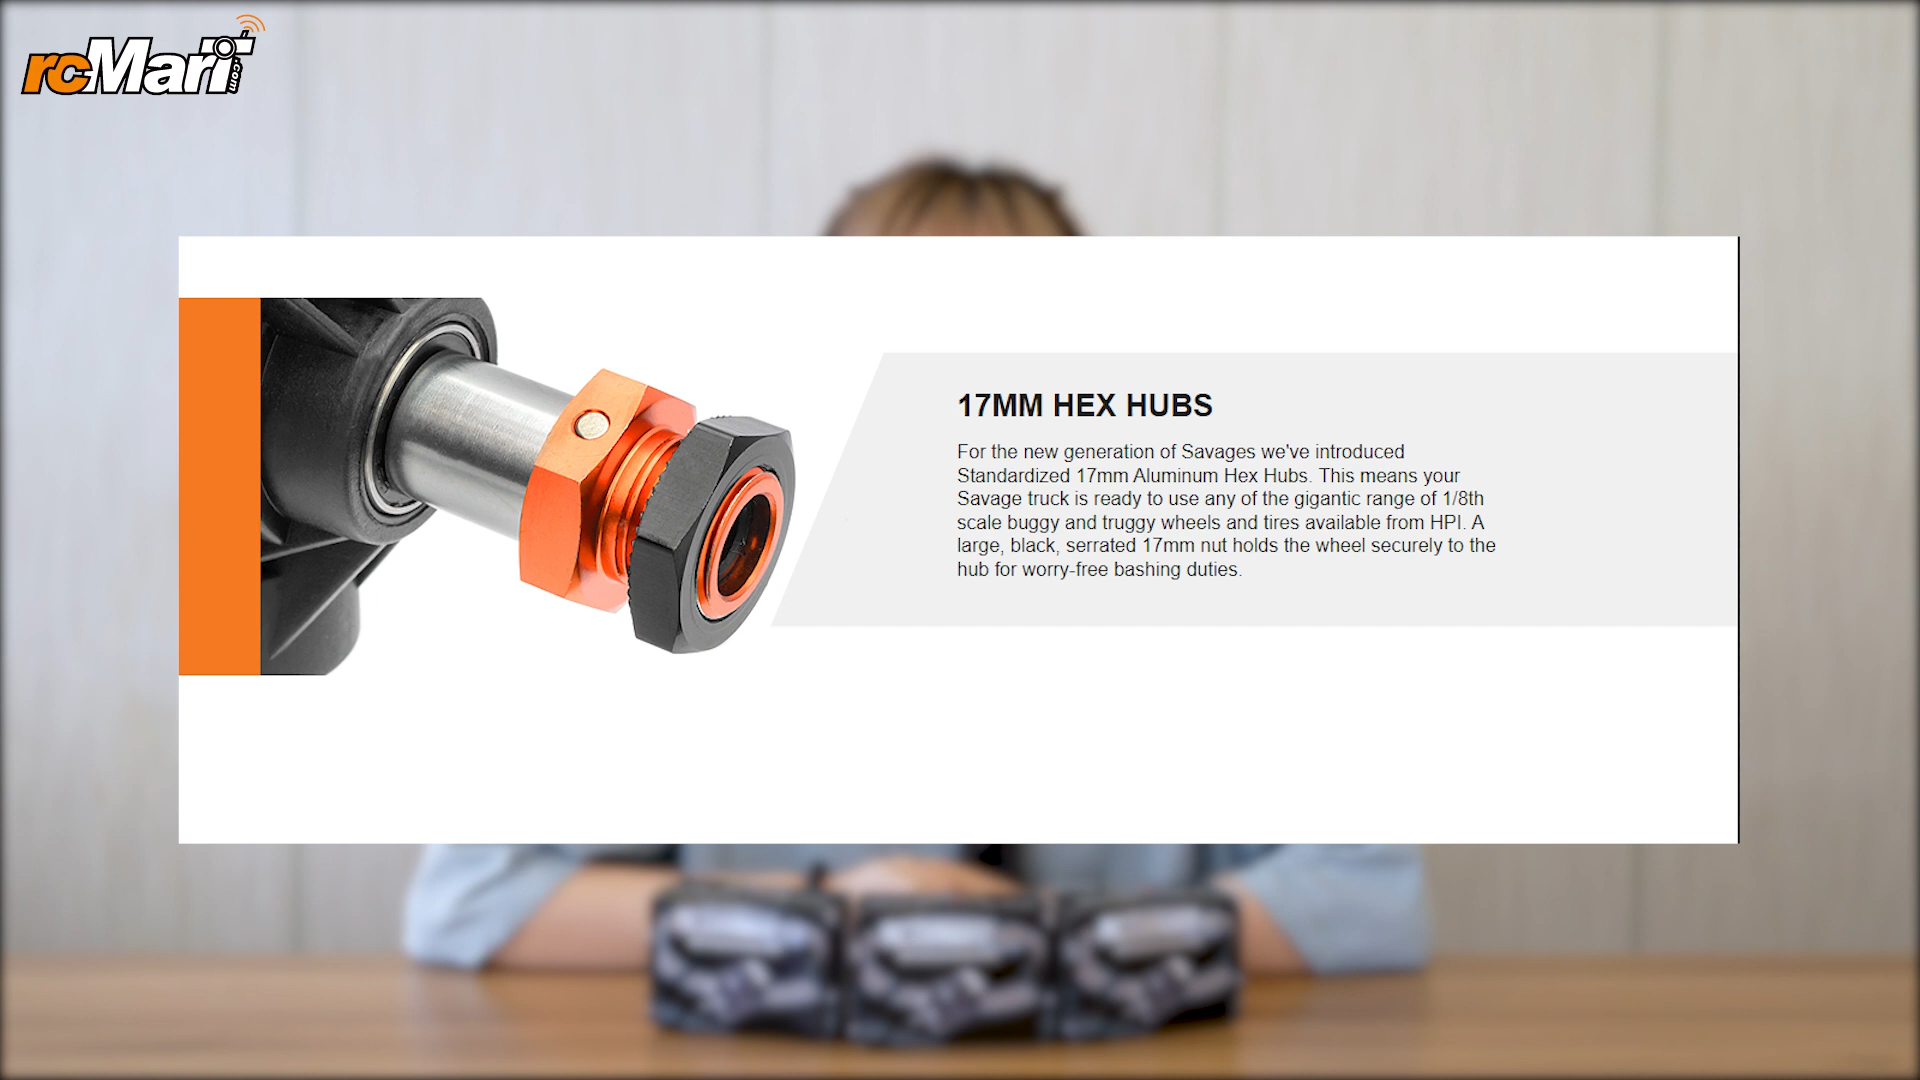 rcMart.com
17MM HEX HUBS
For the new generation of Savages we've introduced
Standardized 17mm Aluminum Hex Hubs. This means your
Savage truck is ready to use any of the gigantic range of 1/8th
scale buggy and truggy wheels and tires available from HPI. A
large, black, serrated 17mm nut holds the wheel securely to the
hub for worry-free bashing duties.